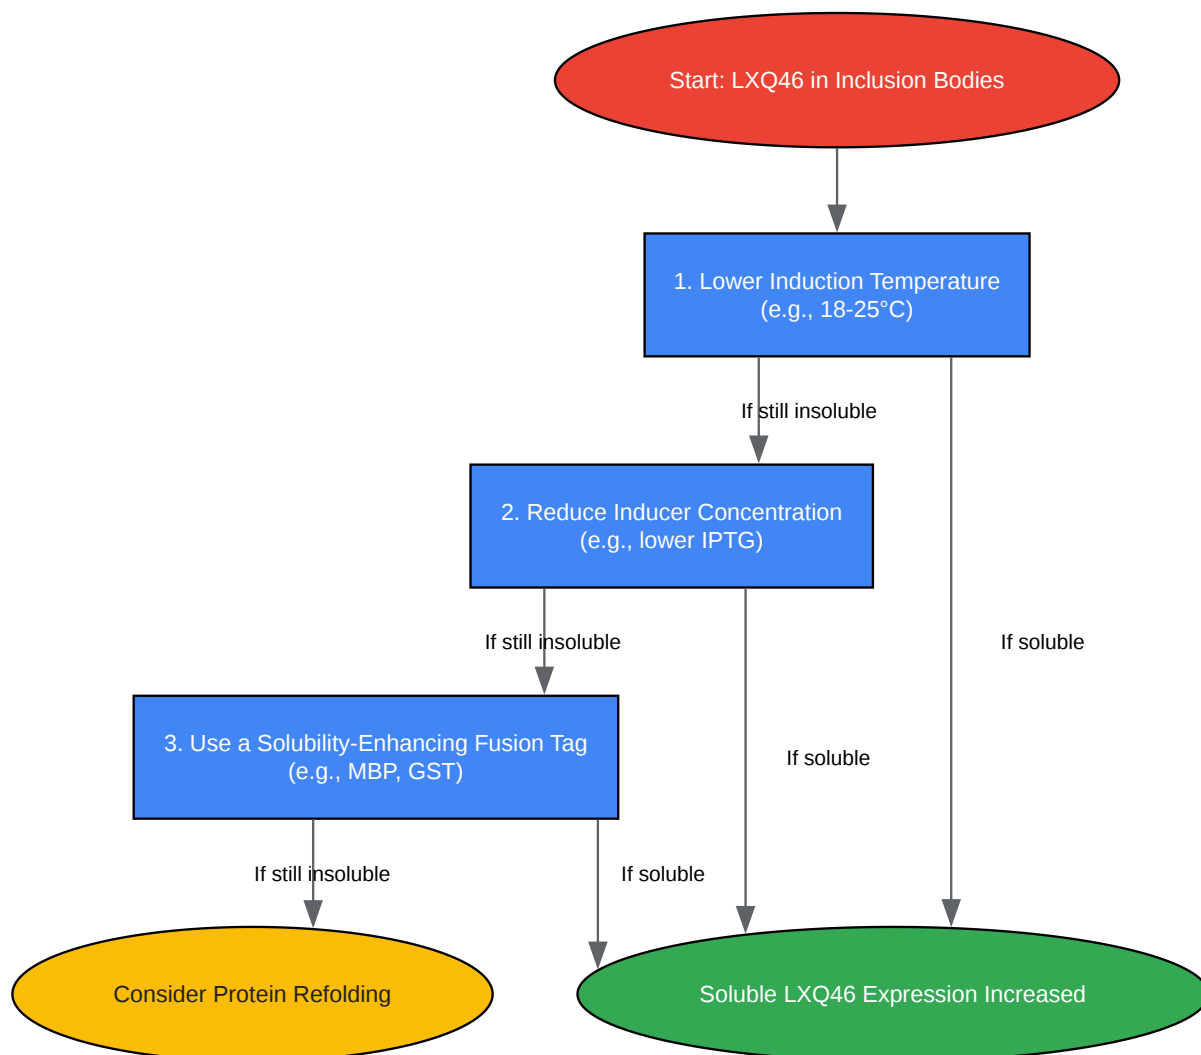 Start: LXQ46 in Inclusion Bodies
1. Lower Induction Temperature
(e.g., 18-25°C)
If still insoluble
2. Reduce Inducer Concentration
(e.g., lower IPTG)
If still insoluble
If soluble
3. Use a Solubility-Enhancing Fusion Tag
(e.g., MBP, GST)
If soluble
If still insoluble
If soluble
Consider Protein Refolding
Soluble LXQ46 Expression Increased